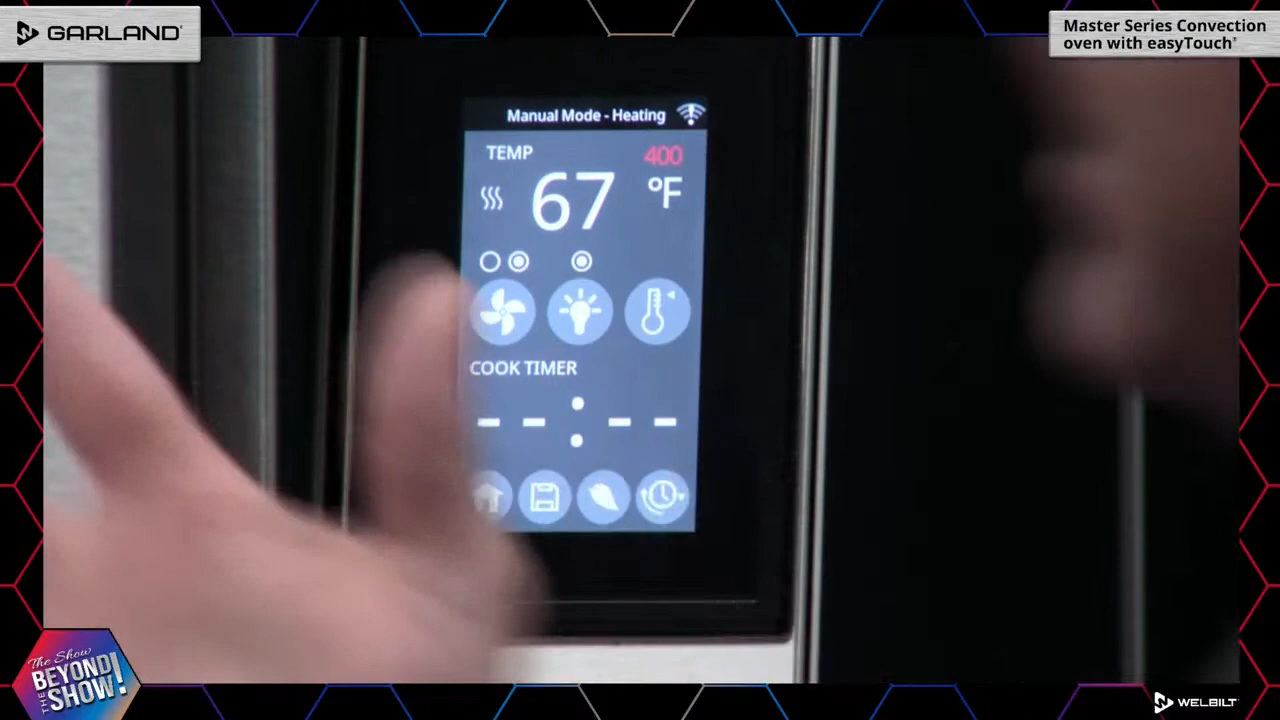 GARLAND
Master Series Convection
oven with easyTouch®
Manual Mode - Heating
TEMP
400
67
°F
COOK TIMER
- - : - -
The Show
BEYOND
THE
SHOW!
WELBILT